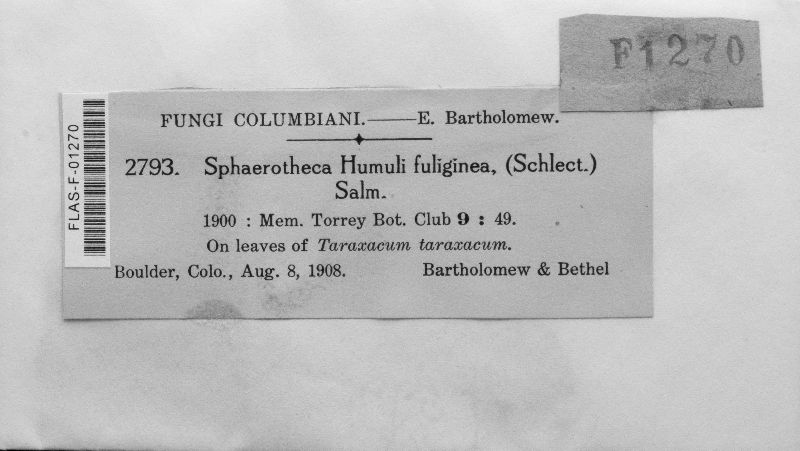 F1270
FLAS-F-01270
FUNGI COLUMBIANI.——E. Bartholomew.
2793. Sphaerotheca Humuli fuliginea, (Schlect.)
Salm.
1900 : Mem. Torrey Bot. Club 9 : 49.
On leaves of Taraxacum taraxacum.
Boulder, Colo., Aug. 8, 1908. Bartholomew & Bethel